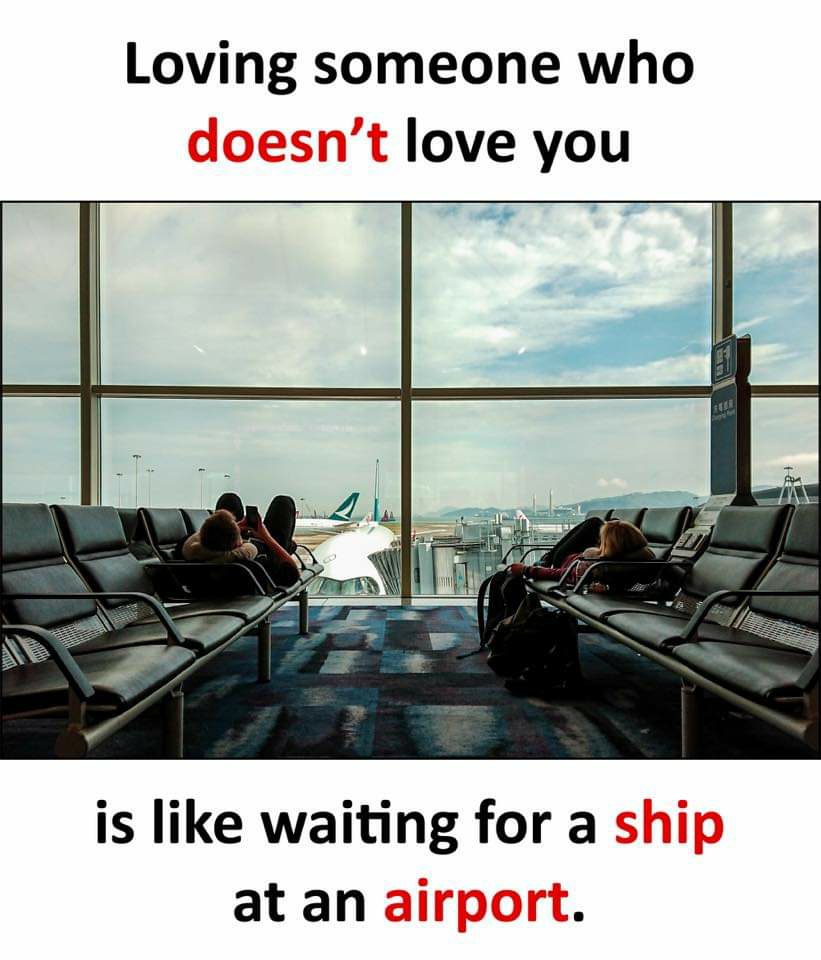 Loving someone who
doesn’t love you
is like waiting for a ship
at an airport.